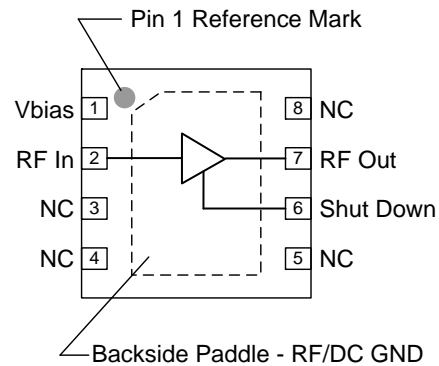 Pin 1 Reference Mark
Vbias 1
8 NC
RF In 2
7 RF Out
NC 3
6 Shut Down
NC 4
5 NC
Backside Paddle - RF/DC GND